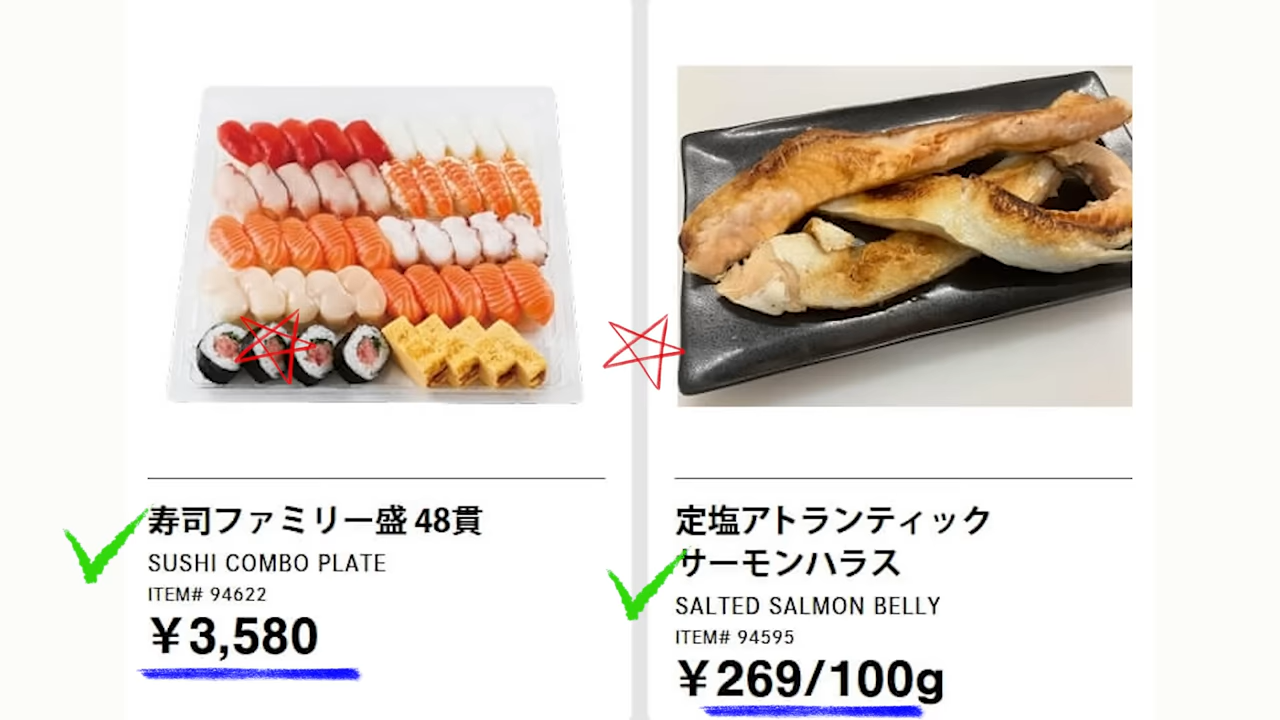 寿司ファミリー盛 48貫
SUSHI COMBO PLATE
ITEM# 94622
￥3,580
定塩アトランティック
サーモンハラス
SALTED SALMON BELLY
ITEM# 94595
￥269/100g